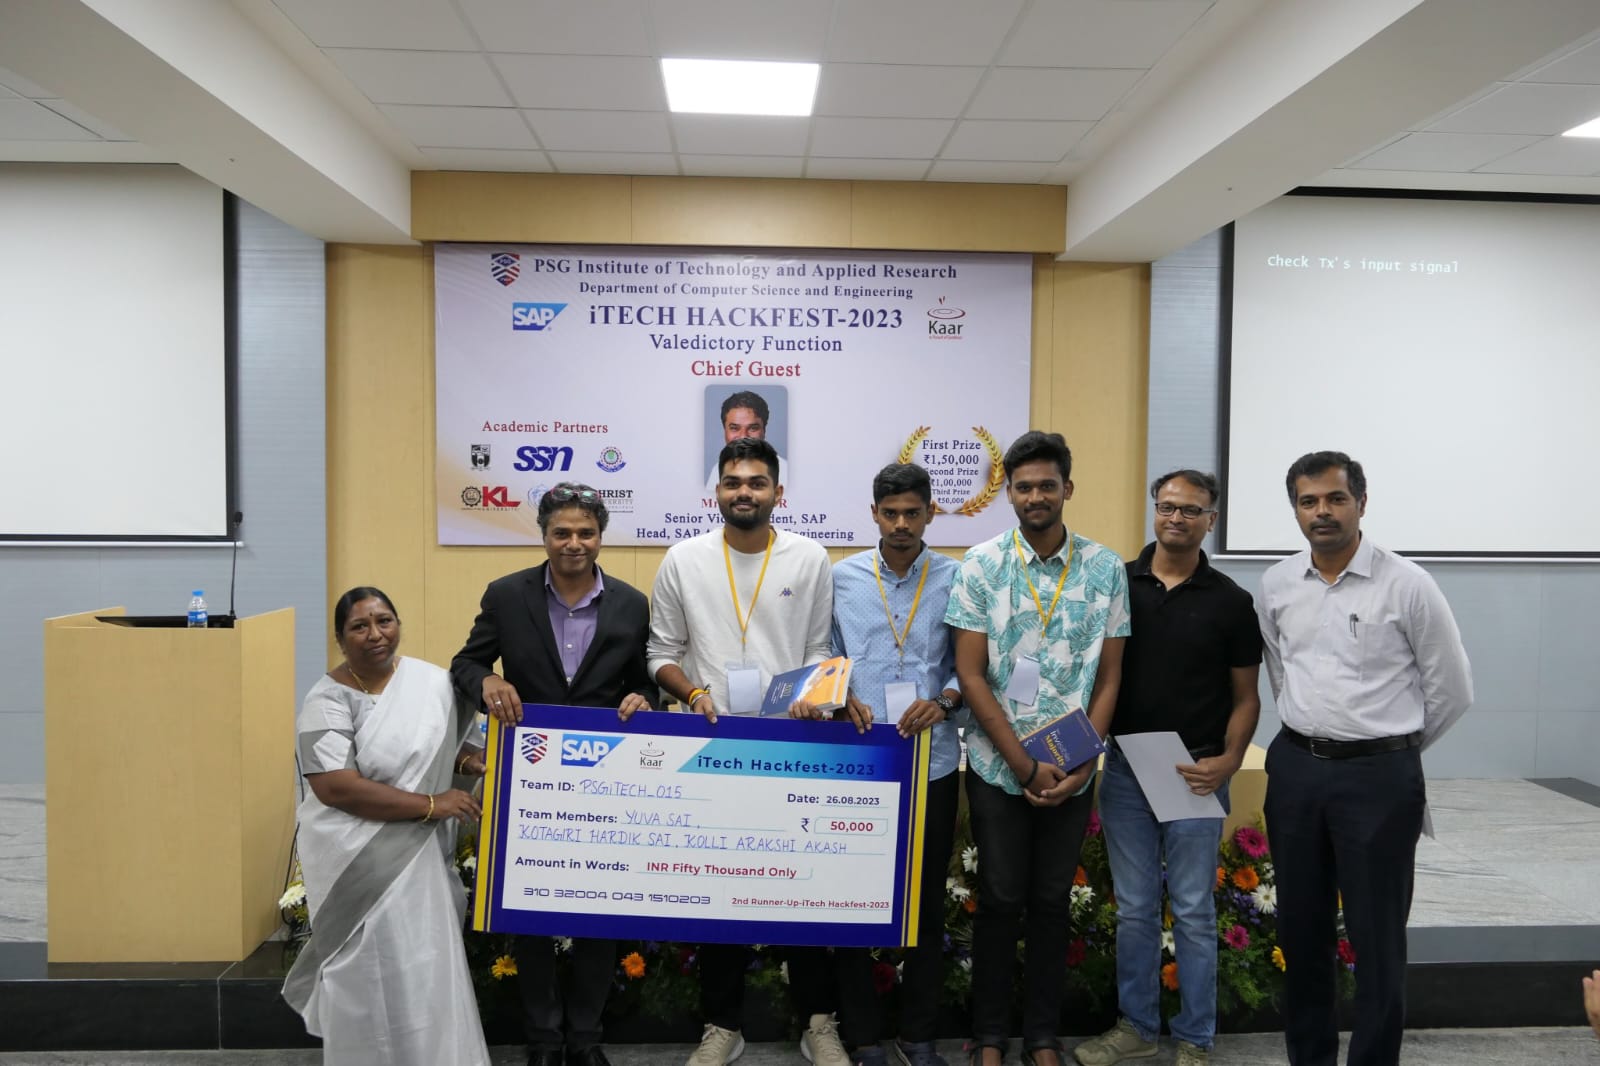 PSG Institute of Technology and Applied Research
Department of Computer Science and Engineering
SAP
iTECH HACKFEST-2023
Kaar
Valedictory Function
Chief Guest
Academic Partners
ssn
KL
UNIVERSITY
First Prize
₹1,50,000
Second Prize
₹1,00,000
Third Prize
₹50,000
Senior SAP
Head, SAP Engineering
Check Tx's input signal
SAP
Kaar
iTech Hackfest-2023
Team ID: PSGiTECH_015
Date: 26.08.2023
Team Members: YUVA SAI,
₹ 50,000
KOTAGIRI HARDIK SAI, KOLLI ARAKSHI AKASH
Amount in Words: INR Fifty Thousand Only
310 32004 043 1510203
2nd Runner-Up-iTech Hackfest-2023
Invisible
Majority